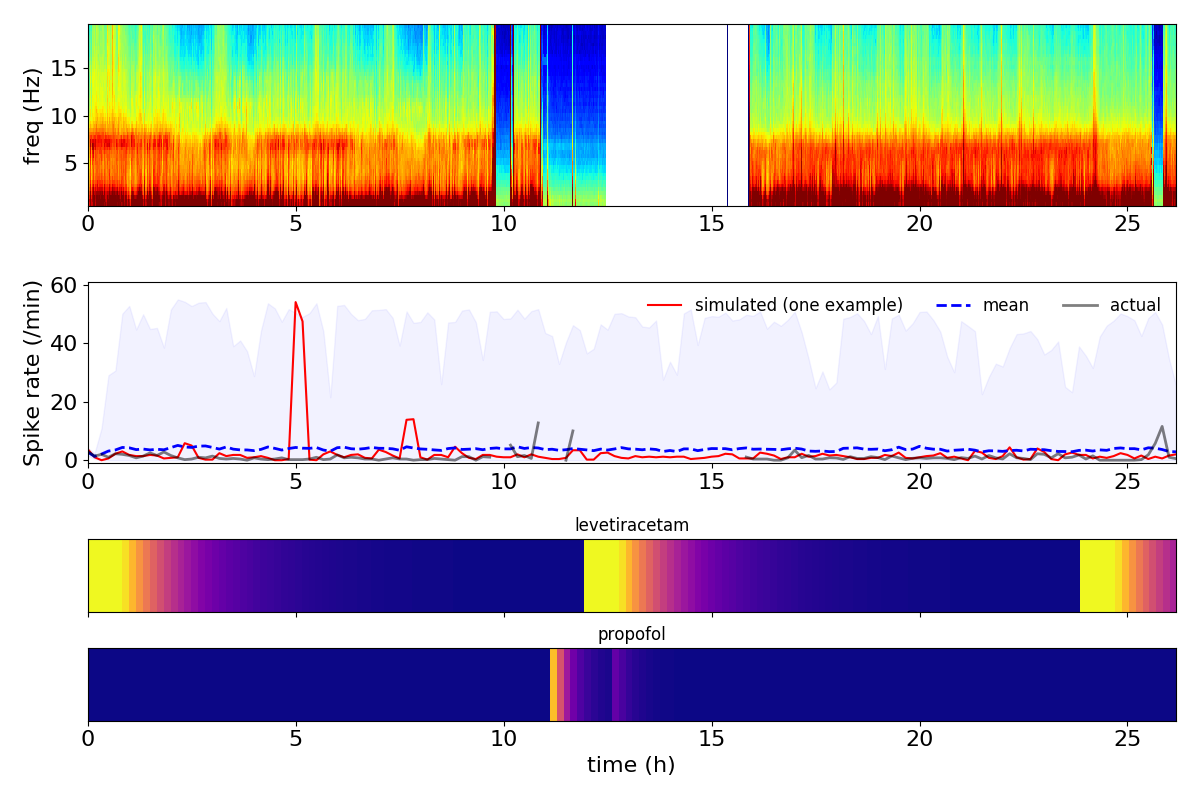 freq (Hz)
15
10
5
0 5 10 15 20 25
Spike rate (/min)
60
40
20
0
simulated (one example) mean actual
0 5 10 15 20 25
levetiracetam
propofol
0 5 10 15 20 25
time (h)